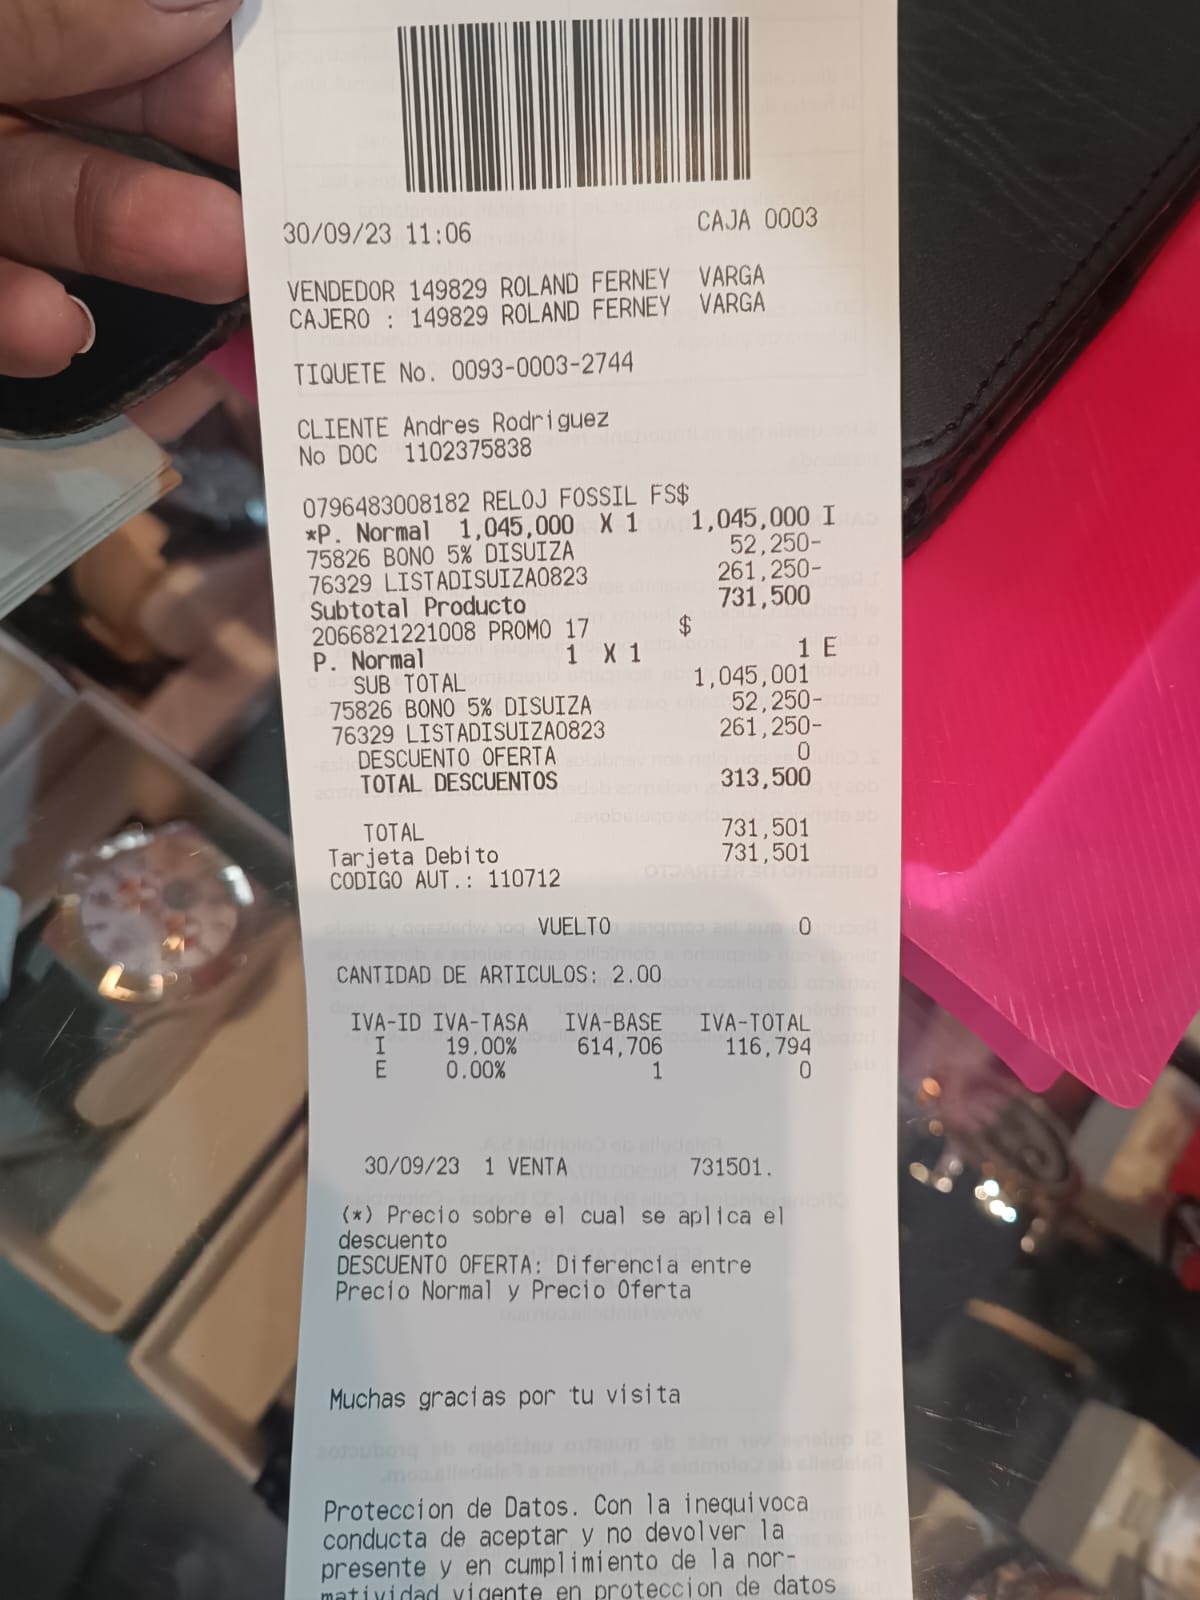 30/09/23 11:06 CAJA 0003
VENDEDOR 149829 ROLAND FERNEY VARGA
CAJERO : 149829 ROLAND FERNEY VARGA
TIQUETE No. 0093-0003-2744
CLIENTE Andres Rodriguez
No DOC 1102375838
0796483008182 RELOJ FOSSIL FS$
*P. Normal 1,045,000 X 1 1,045,000 I
75826 BONO 5% DISUIZA 52,250-
76329 LISTADISUIZA0823 261,250-
Subtotal Producto 731,500
2066821221008 PROMO 17 $
P. Normal 1 X 1 1 E
SUB TOTAL 1,045,001
75826 BONO 5% DISUIZA 52,250-
76329 LISTADISUIZA0823 261,250-
DESCUENTO OFERTA 0
TOTAL DESCUENTOS 313,500
TOTAL 731,501
Tarjeta Debito 731,501
CODIGO AUT.: 110712
VUELTO 0
CANTIDAD DE ARTICULOS: 2.00
IVA-ID IVA-TASA IVA-BASE IVA-TOTAL
I 19.00% 614,706 116,794
E 0.00% 1 0
30/09/23 1 VENTA 731501.
(*) Precio sobre el cual se aplica el
descuento
DESCUENTO OFERTA: Diferencia entre
Precio Normal y Precio Oferta
Muchas gracias por tu visita
Proteccion de Datos. Con la inequivoca
conducta de aceptar y no devolver la
presente y en cumplimiento de la nor-
matividad vigente en proteccion de datos